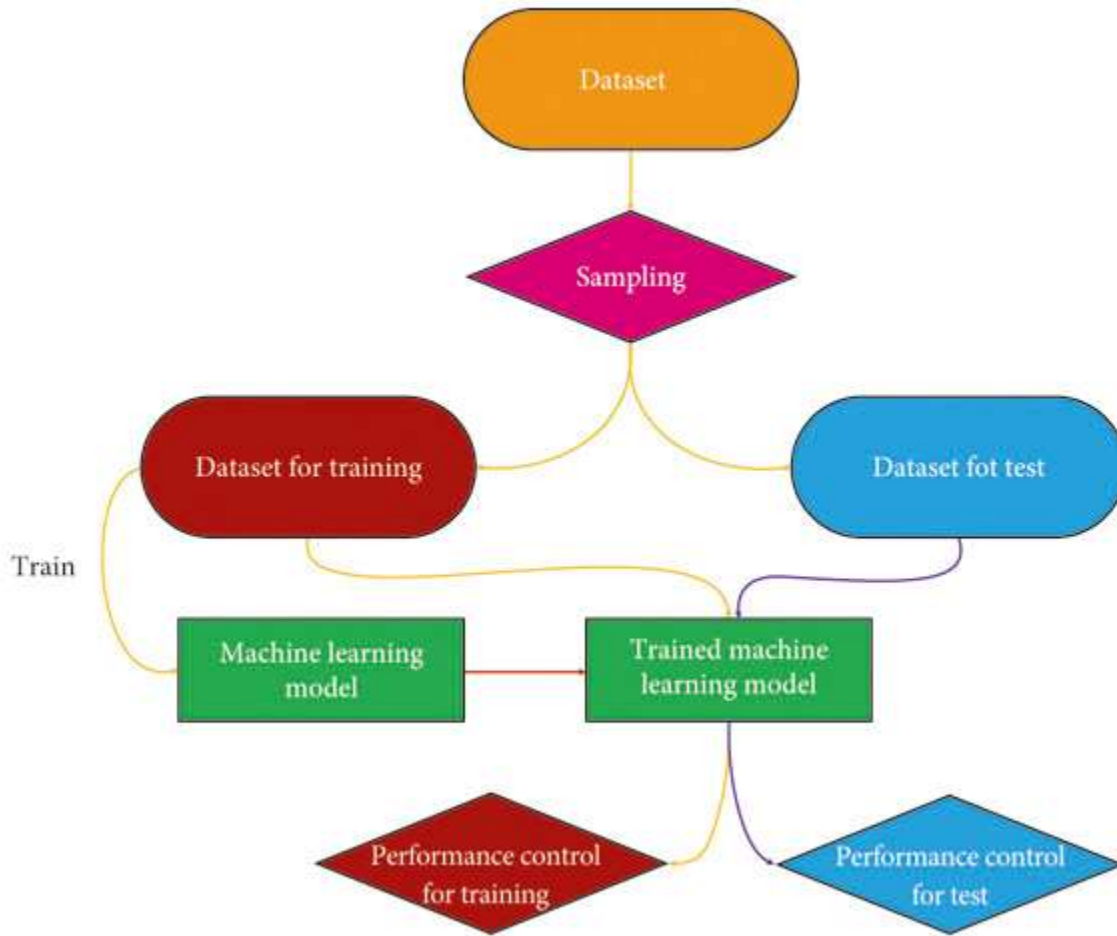 Dataset
Sampling
Dataset for training
Dataset fot test
Train
Machine learning
model
Trained machine
learning model
Performance control
for training
Performance control
for test